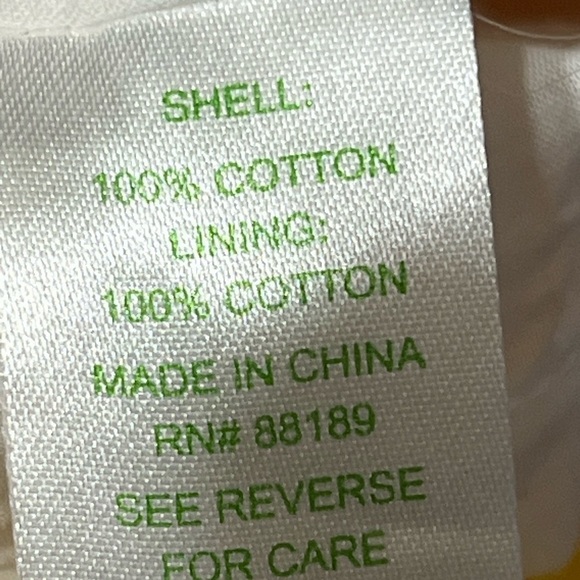 SHELL:
100% COTTON
LINING:
100% COTTON
MADE IN CHINA
RN# 88189
SEE REVERSE
FOR CARE